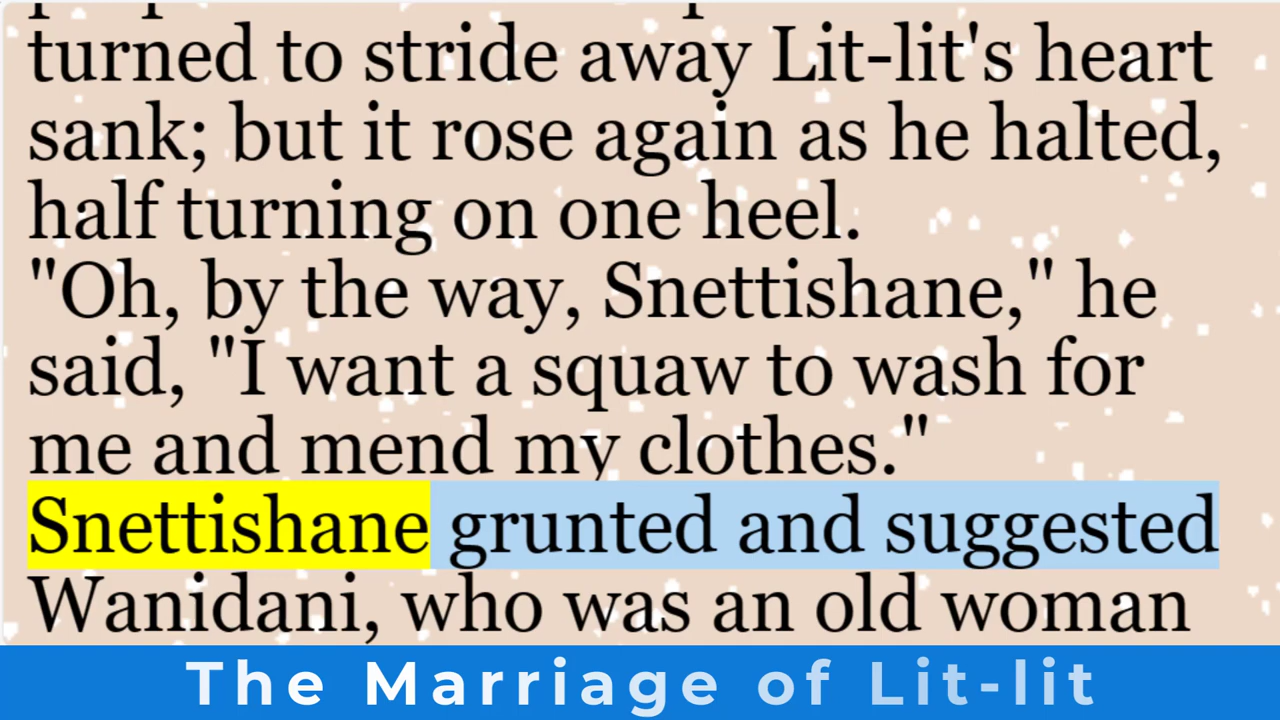 turned to stride away Lit-lit's heart
sank; but it rose again as he halted,
half turning on one heel.
"Oh, by the way, Snettishane," he
said, "I want a squaw to wash for
me and mend my clothes."
Snettishane grunted and suggested
Wanidani, who was an old woman
The Marriage of Lit-lit